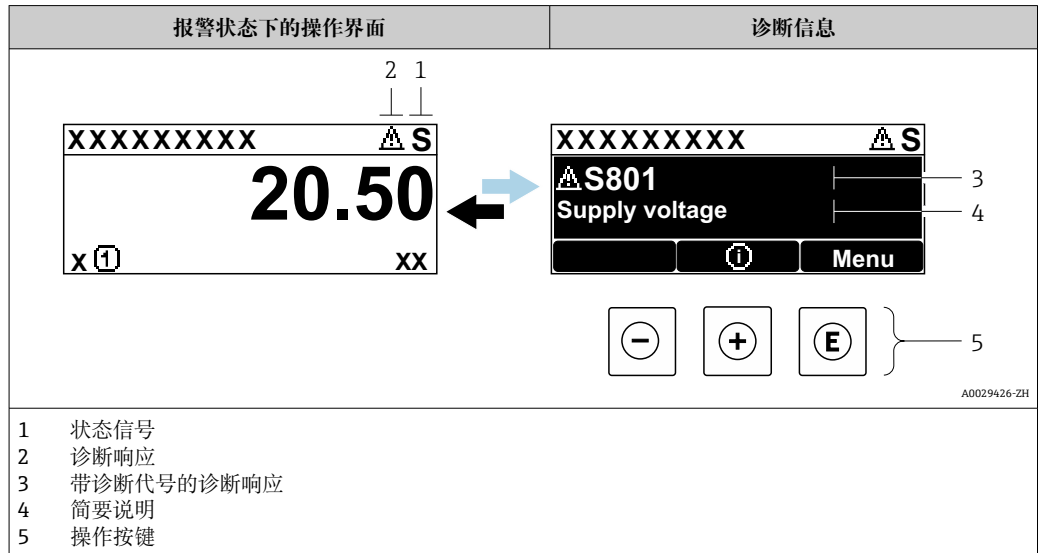 报警状态下的操作界面
诊断信息
2 1
XXXXXXXXX S
20.50
X 1 XX
XXXXXXXXX S
S801
Supply voltage
i Menu
3
4
- + E
5
A0029426-ZH
1 状态信号
2 诊断响应
3 带诊断代号的诊断响应
4 简要说明
5 操作按键